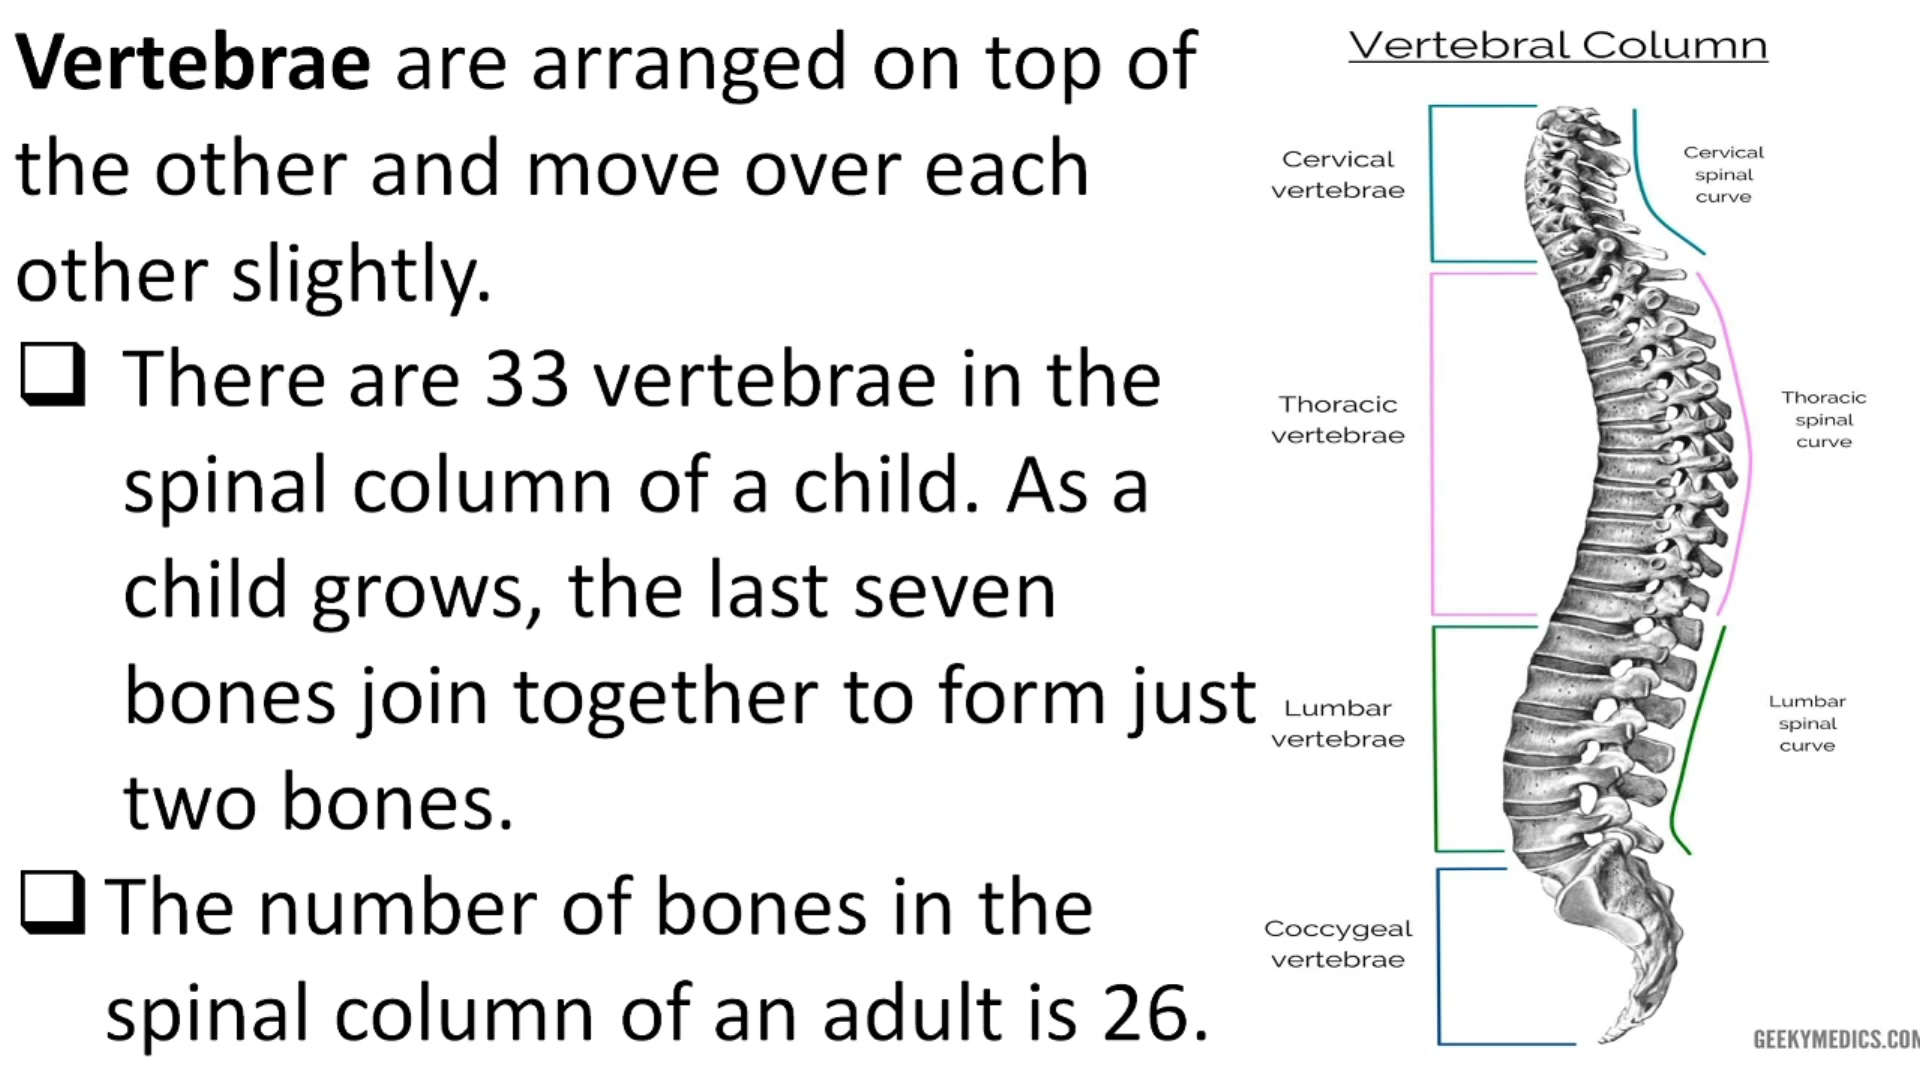 Vertebrae are arranged on top of
the other and move over each
other slightly.
There are 33 vertebrae in the
spinal column of a child. As a
child grows, the last seven
bones join together to form just
two bones.
The number of bones in the
spinal column of an adult is 26.
Vertebral Column
Cervical
vertebrae
Cervical
spinal
curve
Thoracic
vertebrae
Thoracic
spinal
curve
Lumbar
vertebrae
Lumbar
spinal
curve
Coccygeal
vertebrae
GEEKYMEDICS.COM